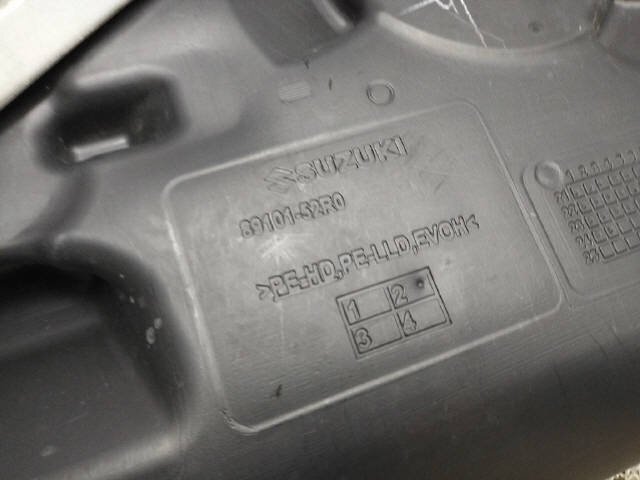 SUZUKI
89101-52R0
>PE-HD,PE-LLD,EVOH<
1 2
3 4